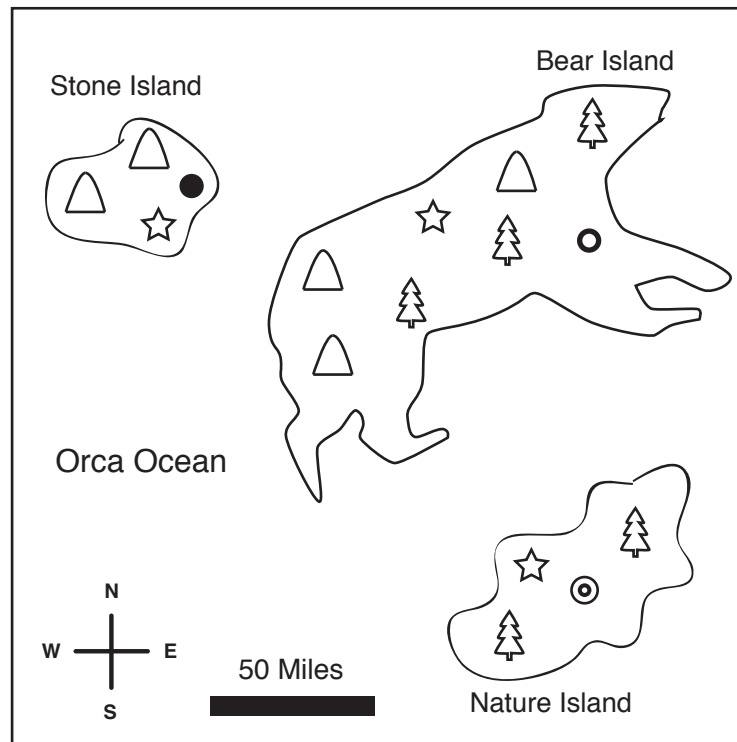 Bear Island
Stone Island
Orca Ocean
N
W E
S
50 Miles
Nature Island